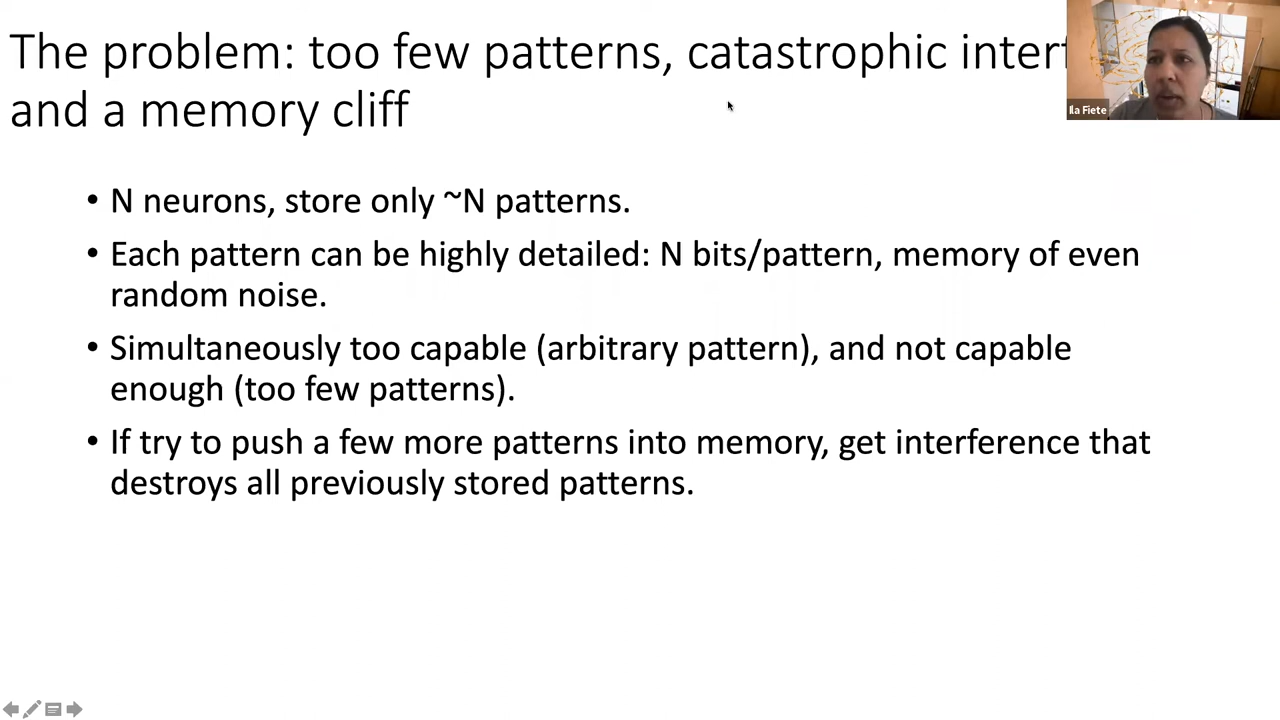 The problem: too few patterns, catastrophic
and a memory cliff
Ila Fiete
• N neurons, store only ~N patterns.
• Each pattern can be highly detailed: N bits/pattern, memory of even
random noise.
• Simultaneously too capable (arbitrary pattern), and not capable
enough (too few patterns).
• If try to push a few more patterns into memory, get interference that
destroys all previously stored patterns.